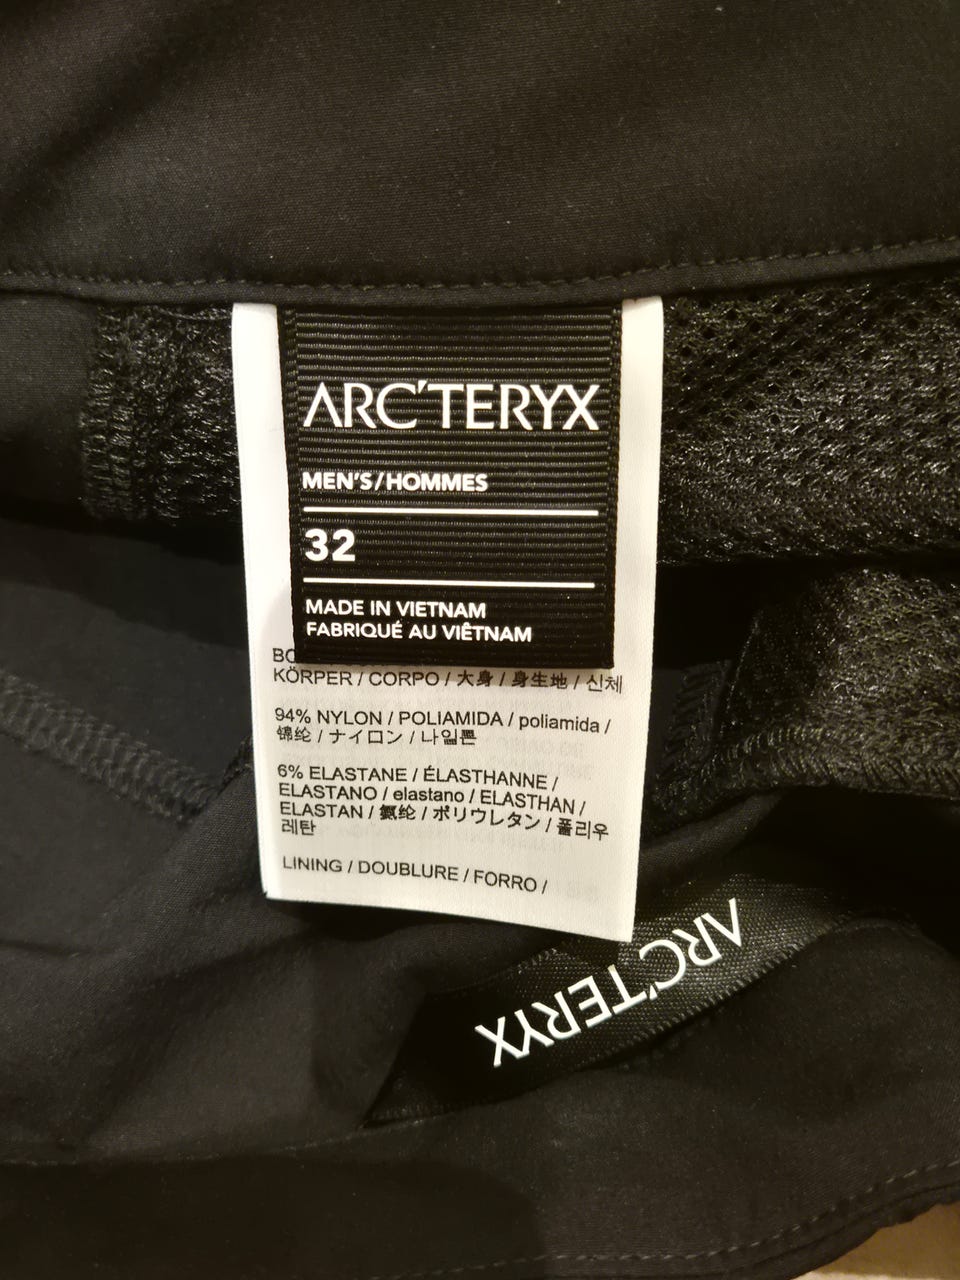 ARC'TERYX
MEN'S/HOMMES
32
MADE IN VIETNAM
FABRIQUÉ AU VIÊTNAM
BO
KÖRPER / CORPO / 大身 / 身生地 / 신체
94% NYLON / POLIAMIDA / poliamida /
锦纶 / ナイロン / 나일론
6% ELASTANE / ÉLASTHANNE /
ELASTANO / elastano / ELASTHAN /
ELASTAN / 氨纶 / ポリウレタン / 폴리우
레탄
LINING / DOUBLURE / FORRO /
ARC'TERYX